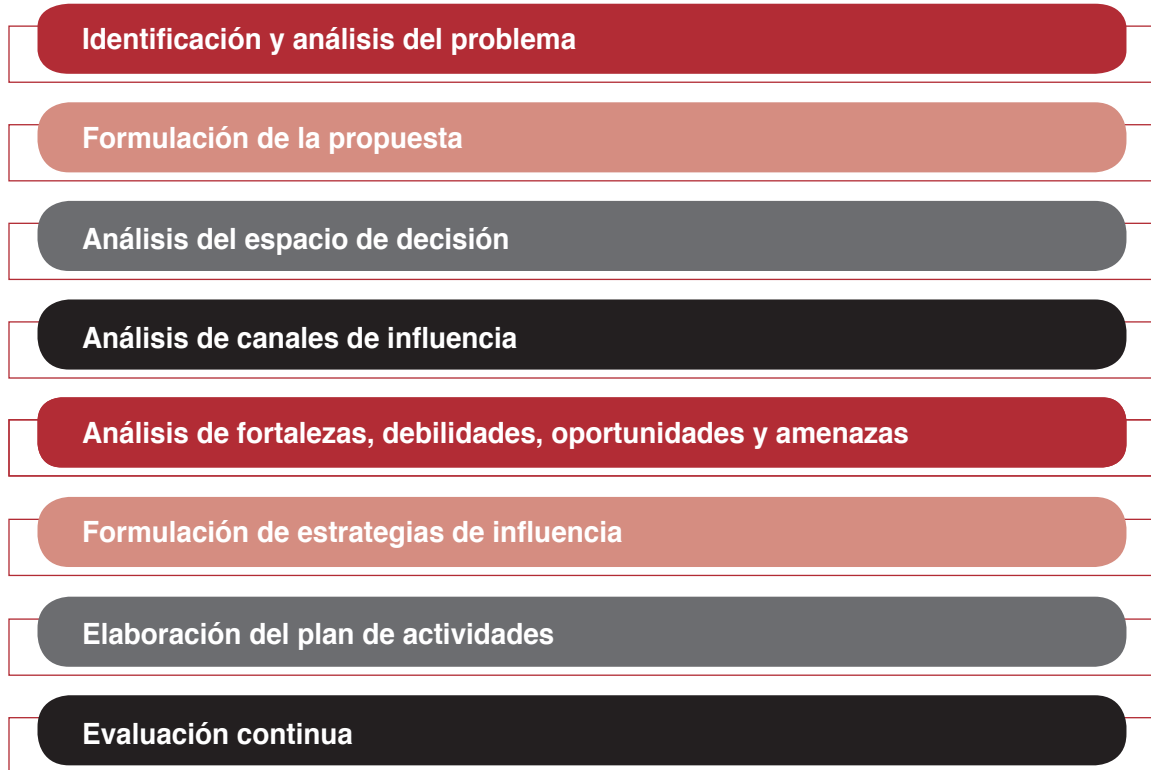 Identificación y análisis del problema
Formulación de la propuesta
Análisis del espacio de decisión
Análisis de canales de influencia
Análisis de fortalezas, debilidades, oportunidades y amenazas
Formulación de estrategias de influencia
Elaboración del plan de actividades
Evaluación continua